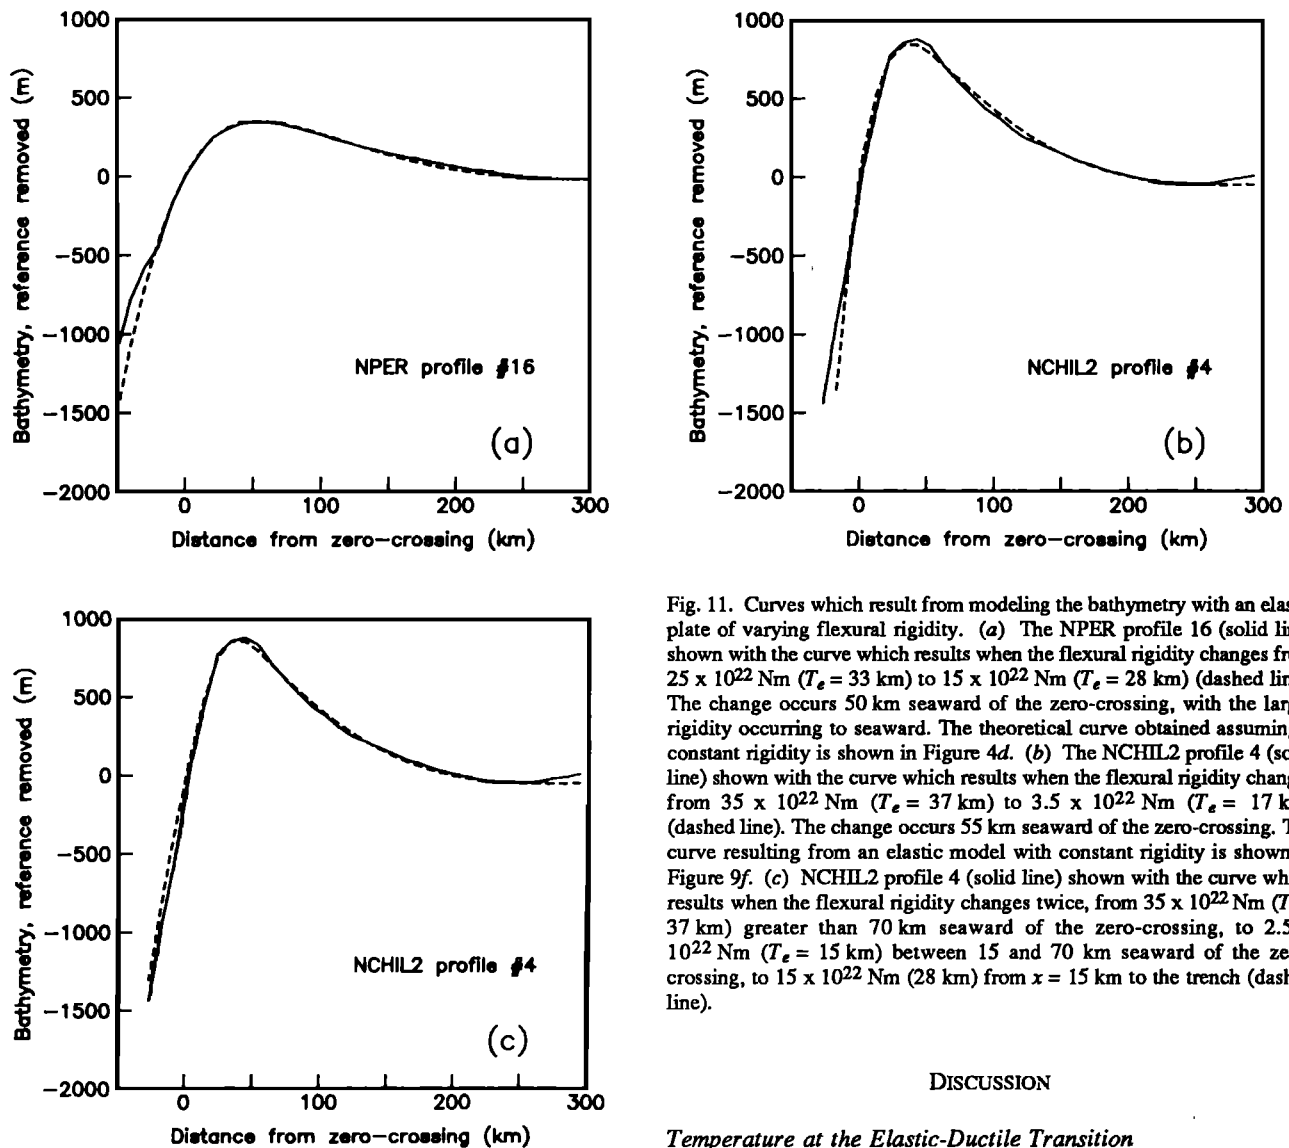 1000
500
0
−500
−1000
−1500
−2000
Bathymetry, reference removed (m)
NPER profile #16
(a)
0 100 200 300
Distance from zero−crossing (km)
1000
500
0
−500
−1000
−1500
−2000
Bathymetry, reference removed (m)
NCHIL2 profile #4
(b)
0 100 200 300
Distance from zero−crossing (km)
1000
500
0
−500
−1000
−1500
−2000
Bathymetry, reference removed (m)
NCHIL2 profile #4
(c)
0 100 200 300
Distance from zero−crossing (km)
Fig. 11. Curves which result from modeling the bathymetry with an elas
plate of varying flexural rigidity. (a) The NPER profile 16 (solid lin
shown with the curve which results when the flexural rigidity changes fr
25 x 10²² Nm (Tₑ = 33 km) to 15 x 10²² Nm (Tₑ = 28 km) (dashed lin
The change occurs 50 km seaward of the zero-crossing, with the larg
rigidity occurring to seaward. The theoretical curve obtained assumin
constant rigidity is shown in Figure 4d. (b) The NCHIL2 profile 4 (so
line) shown with the curve which results when the flexural rigidity chang
from 35 x 10²² Nm (Tₑ = 37 km) to 3.5 x 10²² Nm (Tₑ = 17 k
(dashed line). The change occurs 55 km seaward of the zero-crossing. T
curve resulting from an elastic model with constant rigidity is shown
Figure 9f. (c) NCHIL2 profile 4 (solid line) shown with the curve wh
results when the flexural rigidity changes twice, from 35 x 10²² Nm (T
37 km) greater than 70 km seaward of the zero-crossing, to 2.5
10²² Nm (Tₑ = 15 km) between 15 and 70 km seaward of the ze
crossing, to 15 x 10²² Nm (28 km) from x = 15 km to the trench (dash
line).
DISCUSSION
Temperature at the Elastic-Ductile Transition